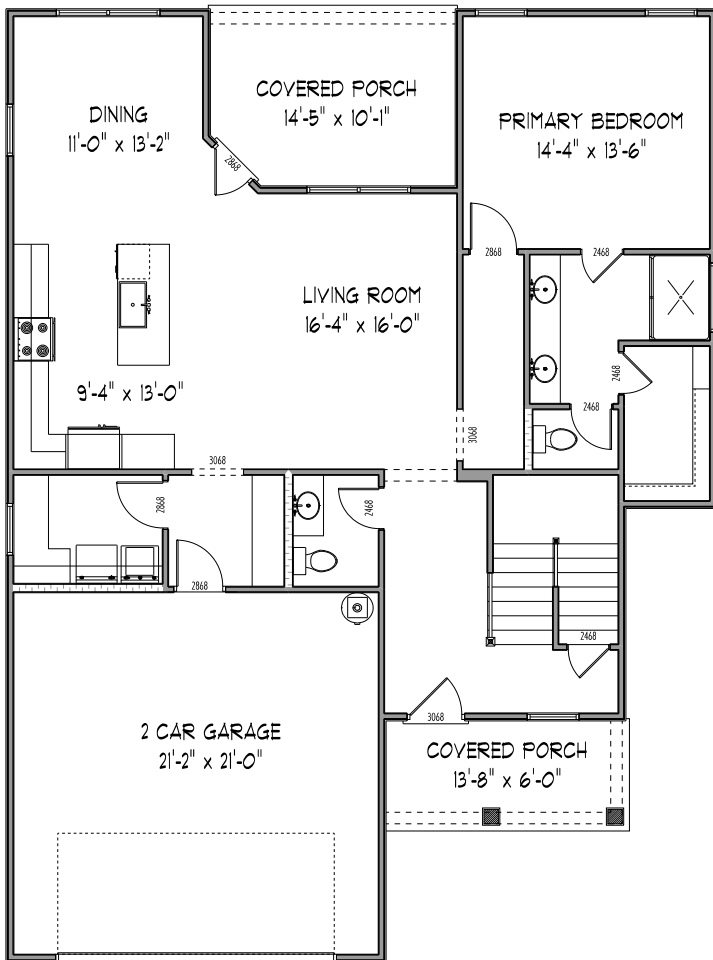 DINING
11'-0" x 13'-2"
COVERED PORCH
14'-5" x 10'-1"
PRIMARY BEDROOM
14'-4" x 13'-6"
2868
2868
2468
LIVING ROOM
16'-4" x 16'-0"
9'-4" x 13'-0"
2468
2468
3068
3068
2868
2468
2868
2468
3068
2 CAR GARAGE
21'-2" x 21'-0"
COVERED PORCH
13'-8" x 6'-0"